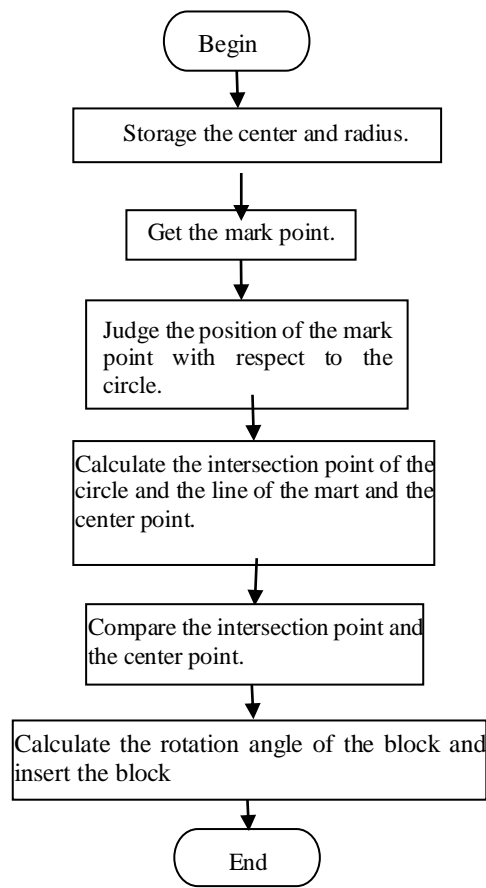 Begin
Storage the center and radius.
Get the mark point.
Judge the position of the mark
point with respect to the
circle.
Calculate the intersection point of the
circle and the line of the mart and the
center point.
Compare the intersection point and
the center point.
Calculate the rotation angle of the block and
insert the block
End